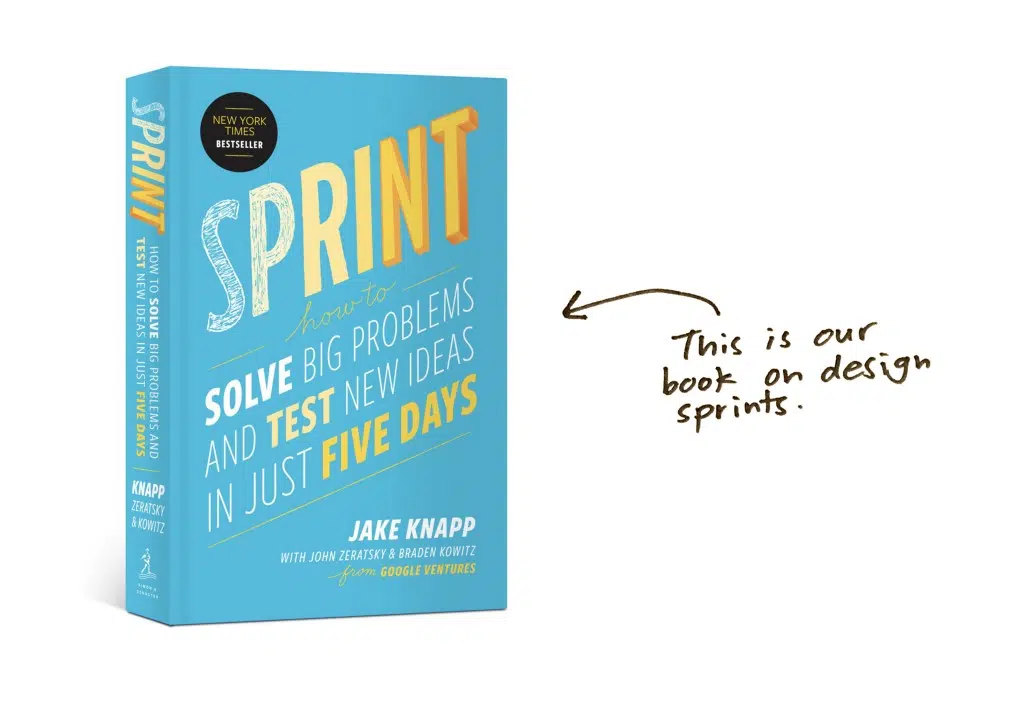 SPRINT
HOW TO SOLVE BIG PROBLEMS AND
TEST NEW IDEAS IN JUST FIVE DAYS
KNAPP
ZERATSKY
& KOWITZ
SIMON &
SCHUSTER
NEW YORK
TIMES
BESTSELLER
SPRINT
how to
SOLVE BIG PROBLEMS
AND TEST NEW IDEAS
IN JUST FIVE DAYS
JAKE KNAPP
WITH JOHN ZERATSKY & BRADEN KOWITZ
from GOOGLE VENTURES
This is our
book on design
sprints.